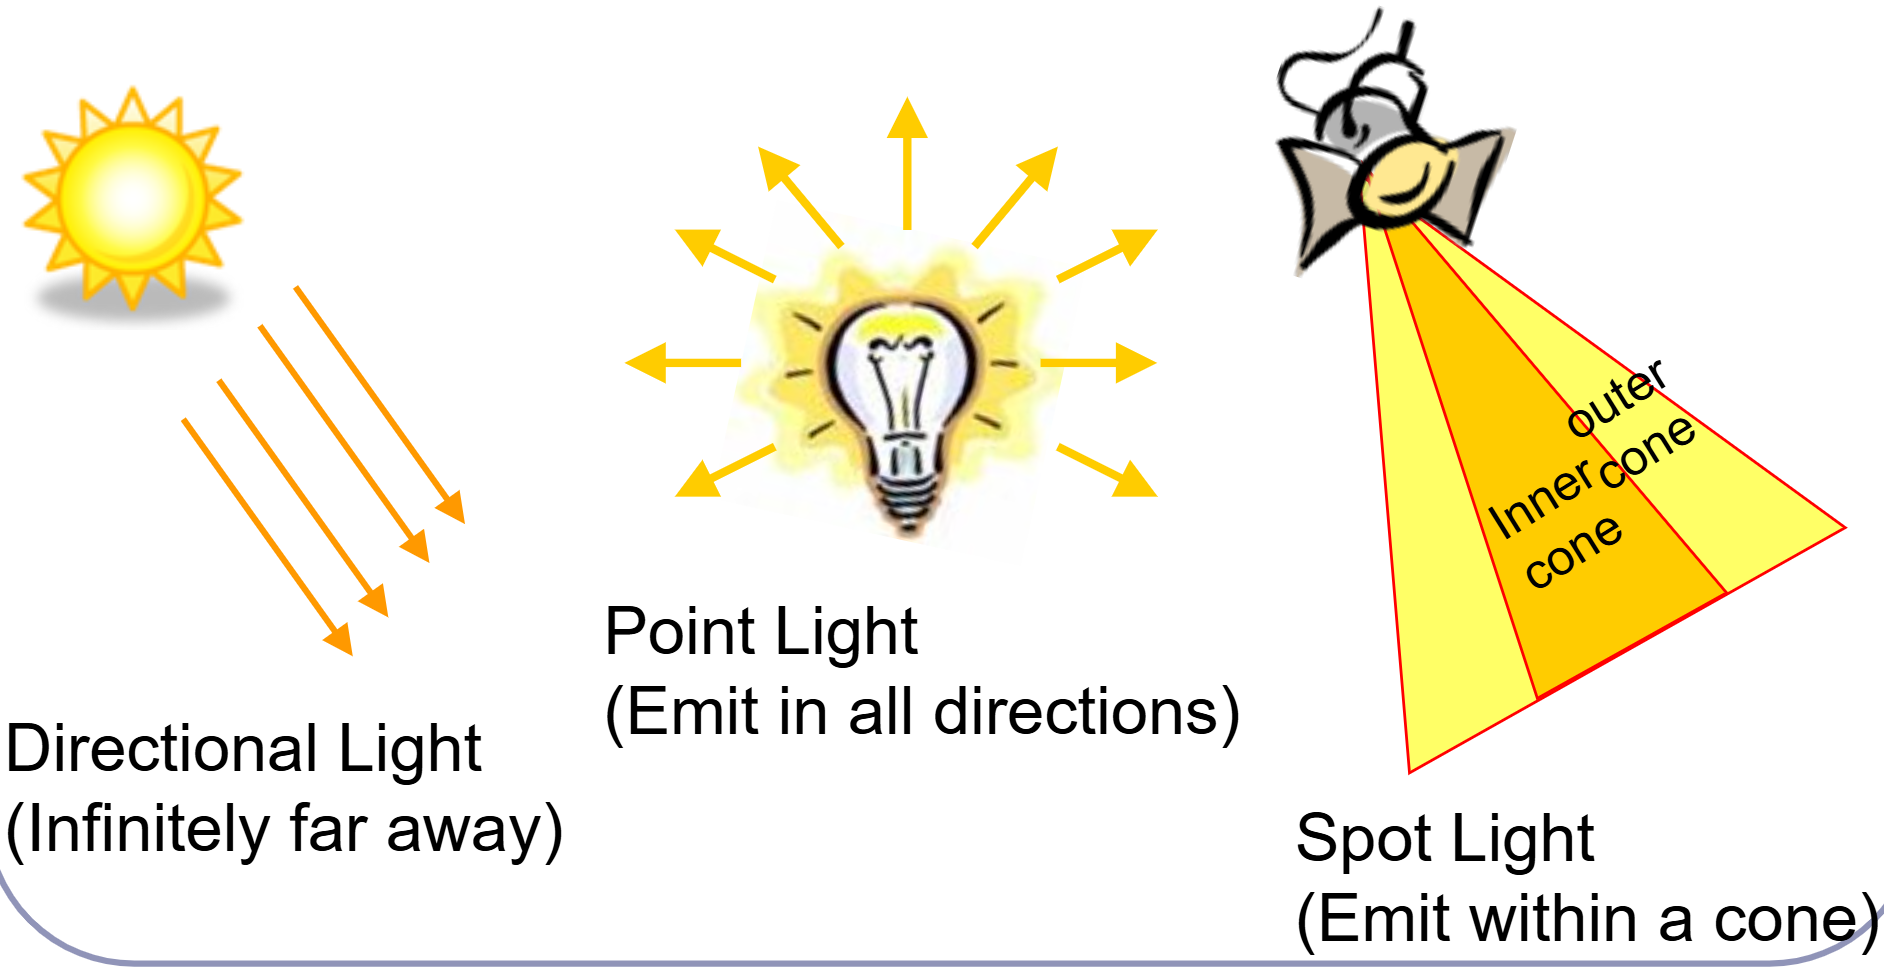 Directional Light
(Infinitely far away)
Point Light
(Emit in all directions)
outer
cone
Inner
cone
Spot Light
(Emit within a cone)